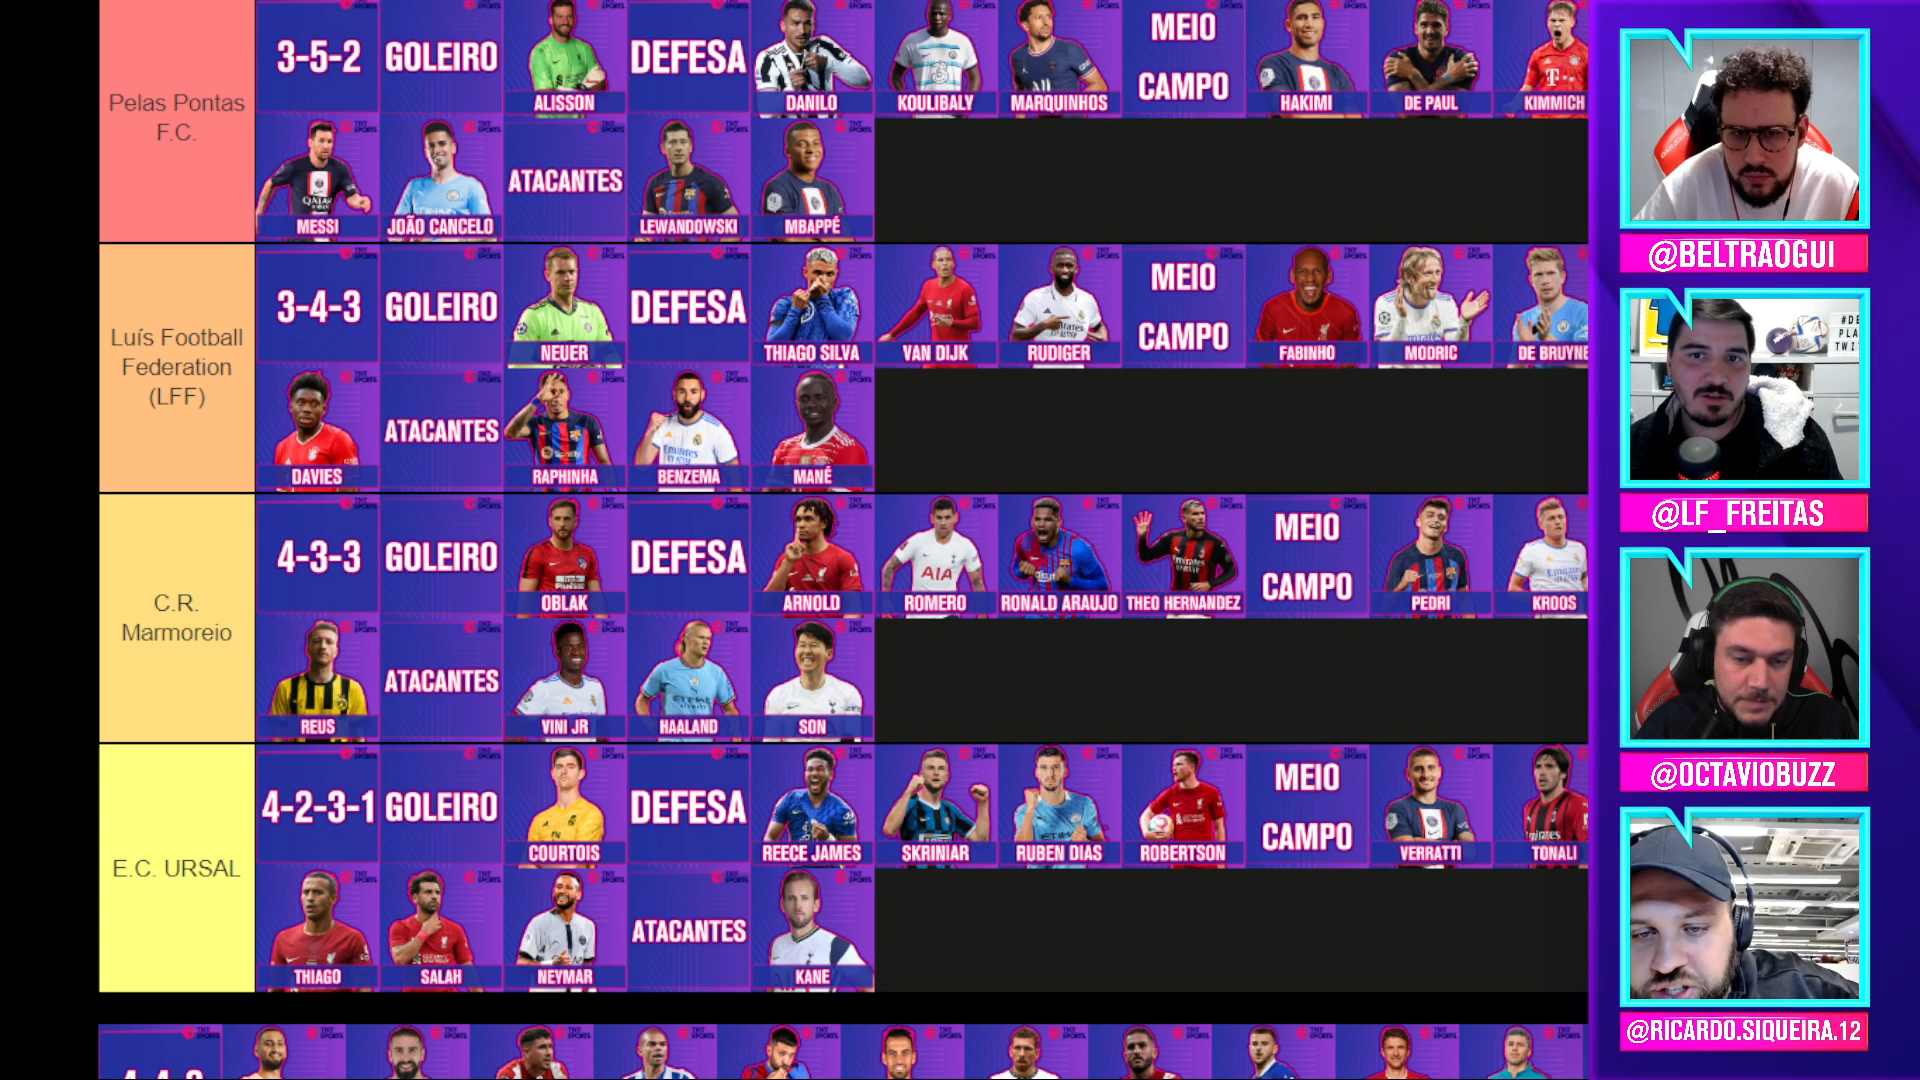 Pelas Pontas
F.C.
3-5-2
GOLEIRO
ALISSON
DEFESA
DANILO
KOULIBALY
MARQUINHOS
MEIO
CAMPO
HAKIMI
DE PAUL
KIMMICH
MESSI
JOÃO CANCELO
ATACANTES
LEWANDOWSKI
MBAPPÉ
Luís Football
Federation
(LFF)
3-4-3
GOLEIRO
NEUER
DEFESA
THIAGO SILVA
VAN DIJK
RUDIGER
MEIO
CAMPO
FABINHO
MODRIC
DE BRUYNE
DAVIES
ATACANTES
RAPHINHA
BENZEMA
MANÉ
C.R.
Marmoreio
4-3-3
GOLEIRO
OBLAK
DEFESA
ARNOLD
ROMERO
RONALD ARAUJO
THEO HERNANDEZ
MEIO
CAMPO
PEDRI
KROOS
REUS
ATACANTES
VINI JR
HAALAND
SON
E.C. URSAL
4-2-3-1
GOLEIRO
COURTOIS
DEFESA
REECE JAMES
SKRINIAR
RUBEN DIAS
ROBERTSON
MEIO
CAMPO
VERRATTI
TONALI
THIAGO
SALAH
NEYMAR
ATACANTES
KANE
@BELTRAOGUI
@LF_FREITAS
@OCTAVIOBUZZ
@RICARDO.SIQUEIRA.12
TNT SPORTS
AIA